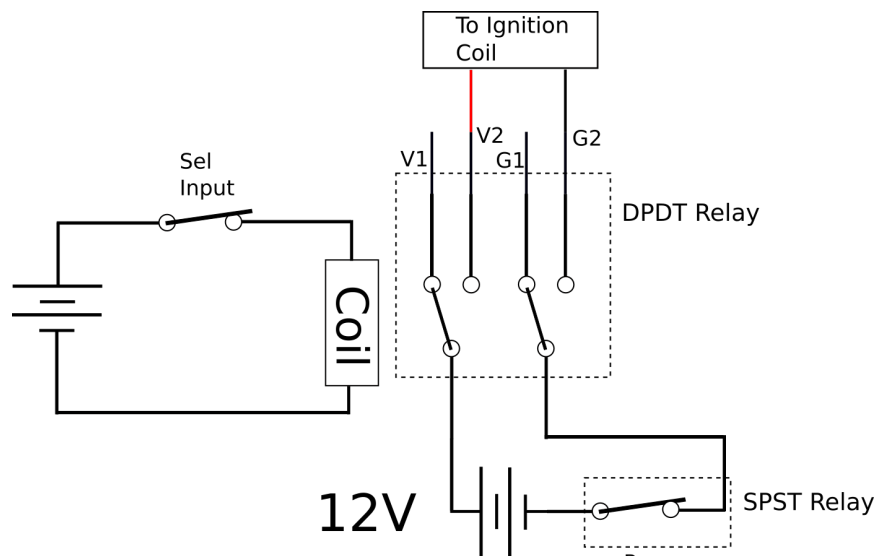 To Ignition
Coil
V1
V2
G1
G2
Sel
Input
DPDT Relay
Coil
12V
SPST Relay